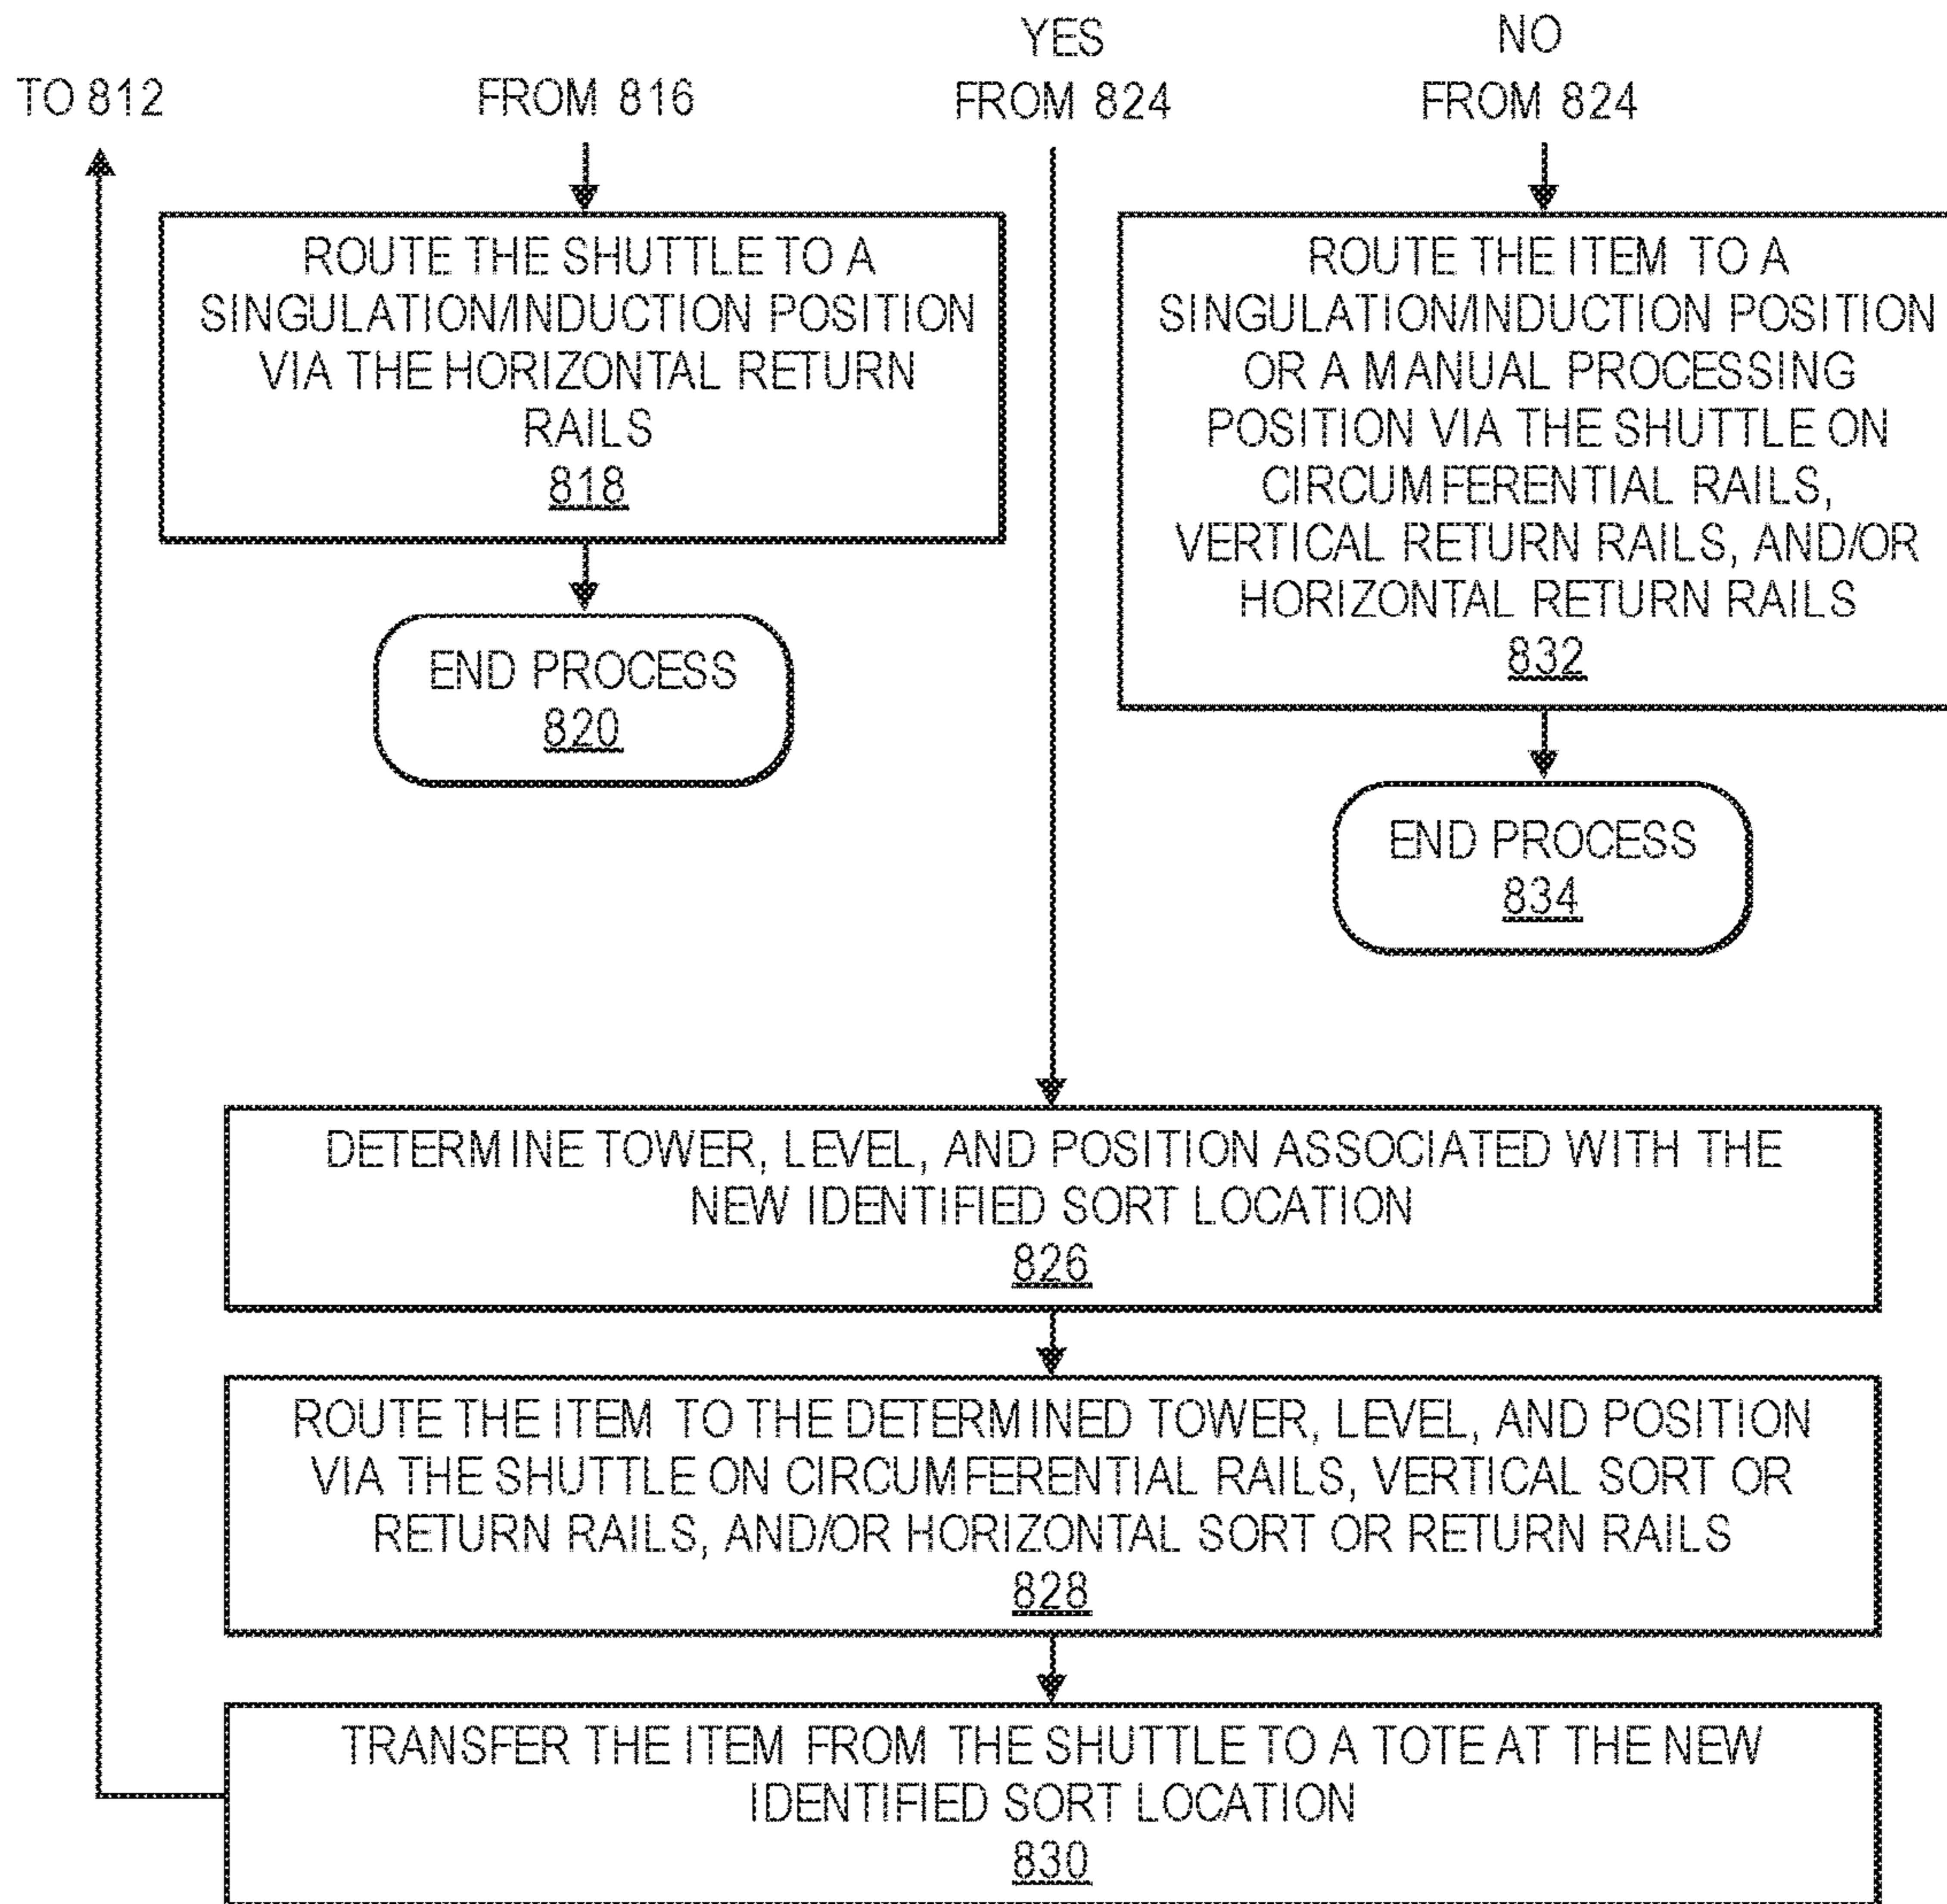 TO 812
FROM 816
YES
FROM 824
NO
FROM 824
ROUTE THE SHUTTLE TO A
SINGULATION/INDUCTION POSITION
VIA THE HORIZONTAL RETURN
RAILS
818
END PROCESS
820
ROUTE THE ITEM TO A
SINGULATION/INDUCTION POSITION
OR A MANUAL PROCESSING
POSITION VIA THE SHUTTLE ON
CIRCUMFERENTIAL RAILS,
VERTICAL RETURN RAILS, AND/OR
HORIZONTAL RETURN RAILS
832
END PROCESS
834
DETERMINE TOWER, LEVEL, AND POSITION ASSOCIATED WITH THE
NEW IDENTIFIED SORT LOCATION
826
ROUTE THE ITEM TO THE DETERMINED TOWER, LEVEL, AND POSITION
VIA THE SHUTTLE ON CIRCUMFERENTIAL RAILS, VERTICAL SORT OR
RETURN RAILS, AND/OR HORIZONTAL SORT OR RETURN RAILS
828
TRANSFER THE ITEM FROM THE SHUTTLE TO A TOTE AT THE NEW
IDENTIFIED SORT LOCATION
830